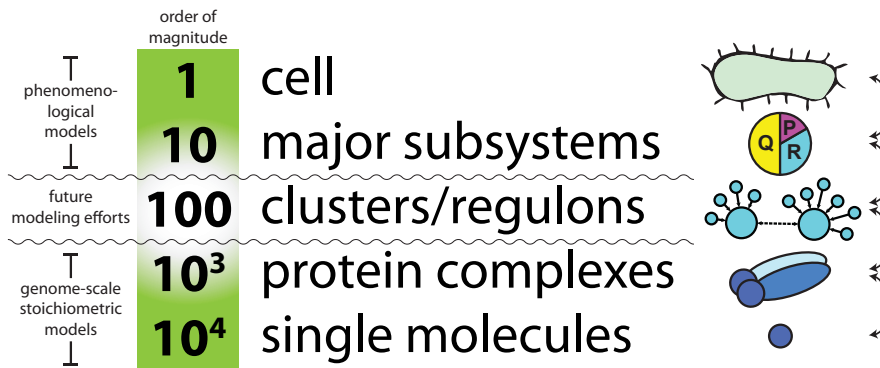 order of
magnitude
phenomeno-
logical
models
1 cell
10 major subsystems
Q P R
future
modeling efforts
100 clusters/regulons
genome-scale
stoichiometric
models
10³ protein complexes
10⁴ single molecules